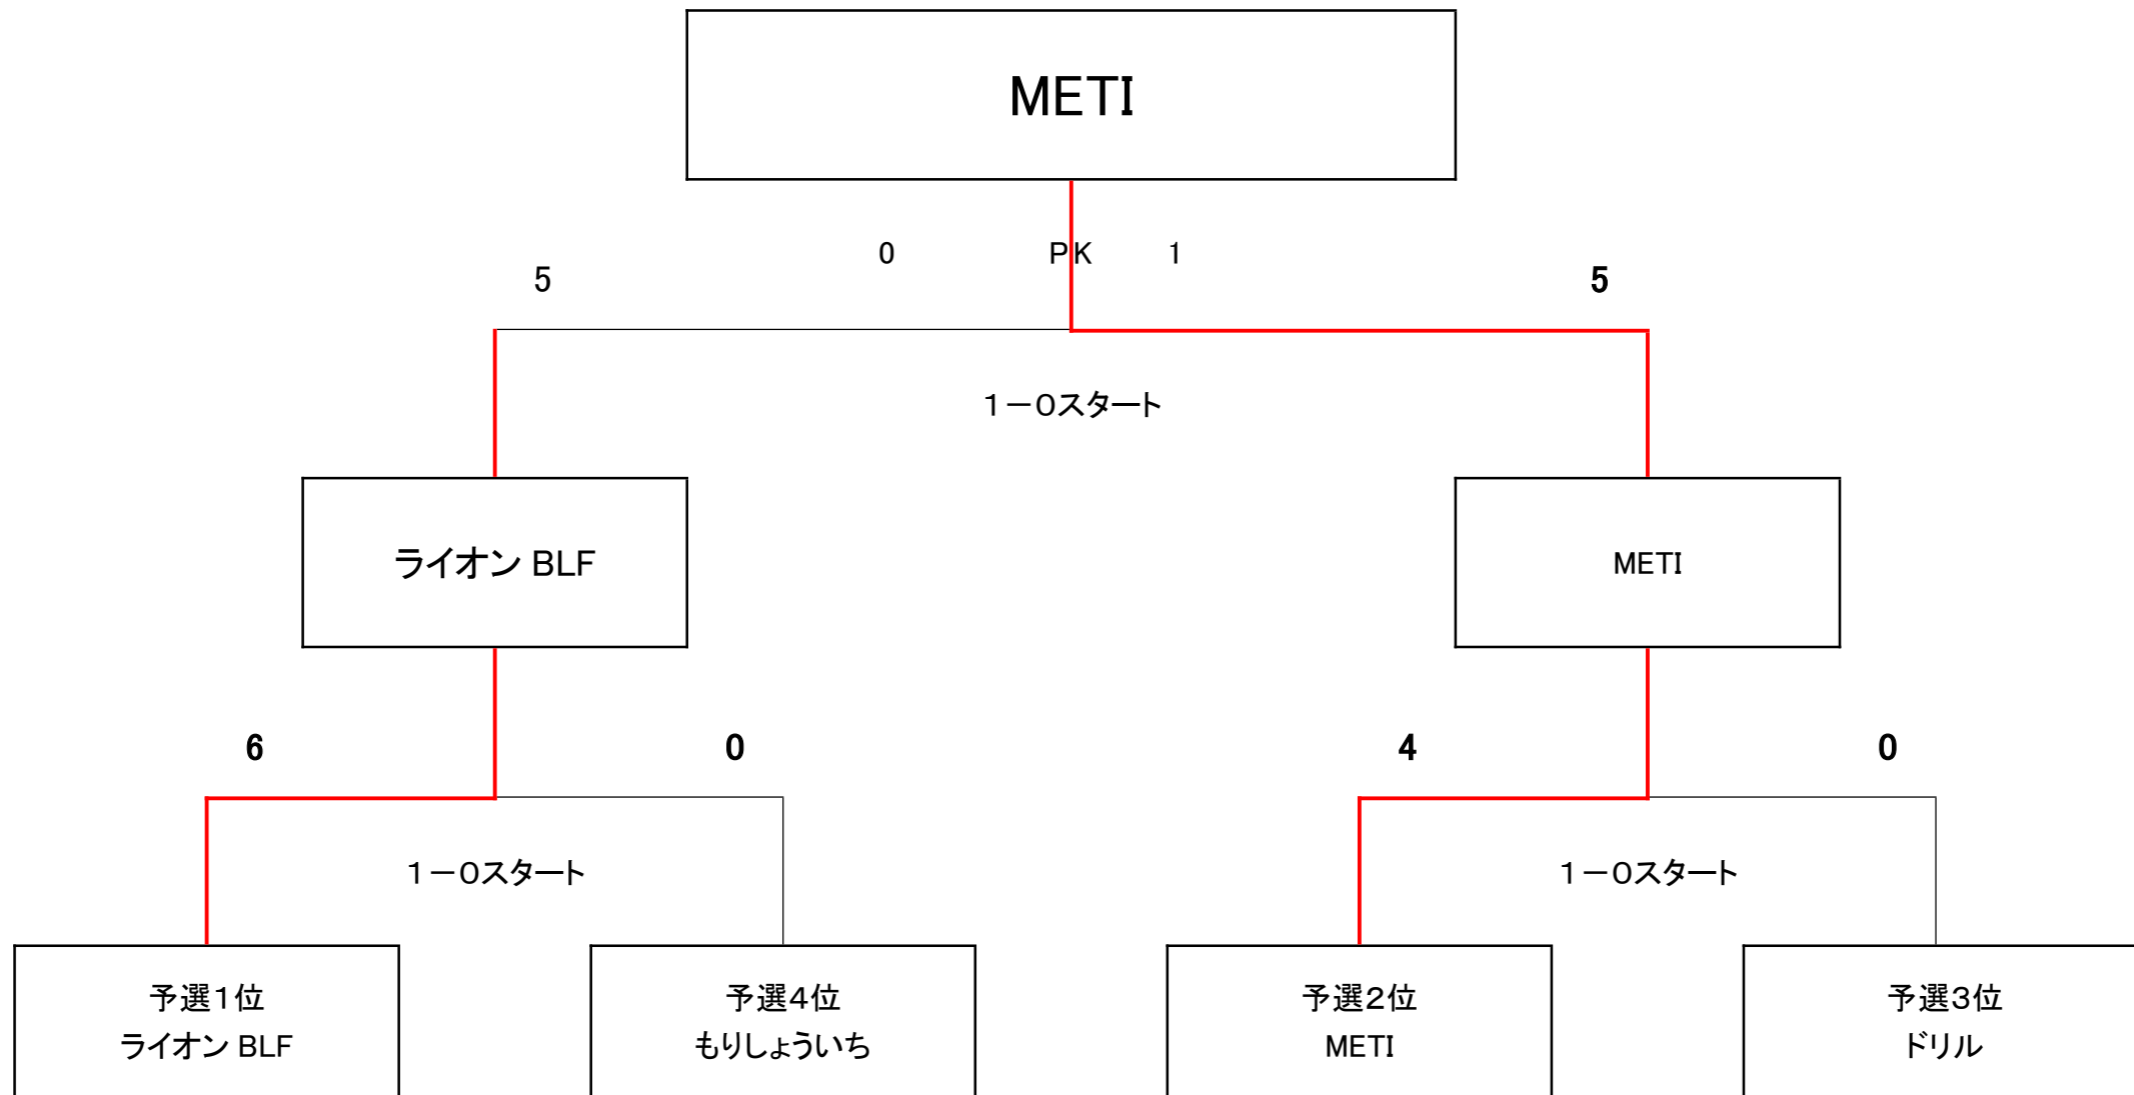 METI
0 PK 1
5 5
１－０スタート
ライオン BLF METI
6 0 4 0
１－０スタート １－０スタート
予選１位 予選４位 予選２位 予選３位
ライオン BLF もりしょういち METI ドリル